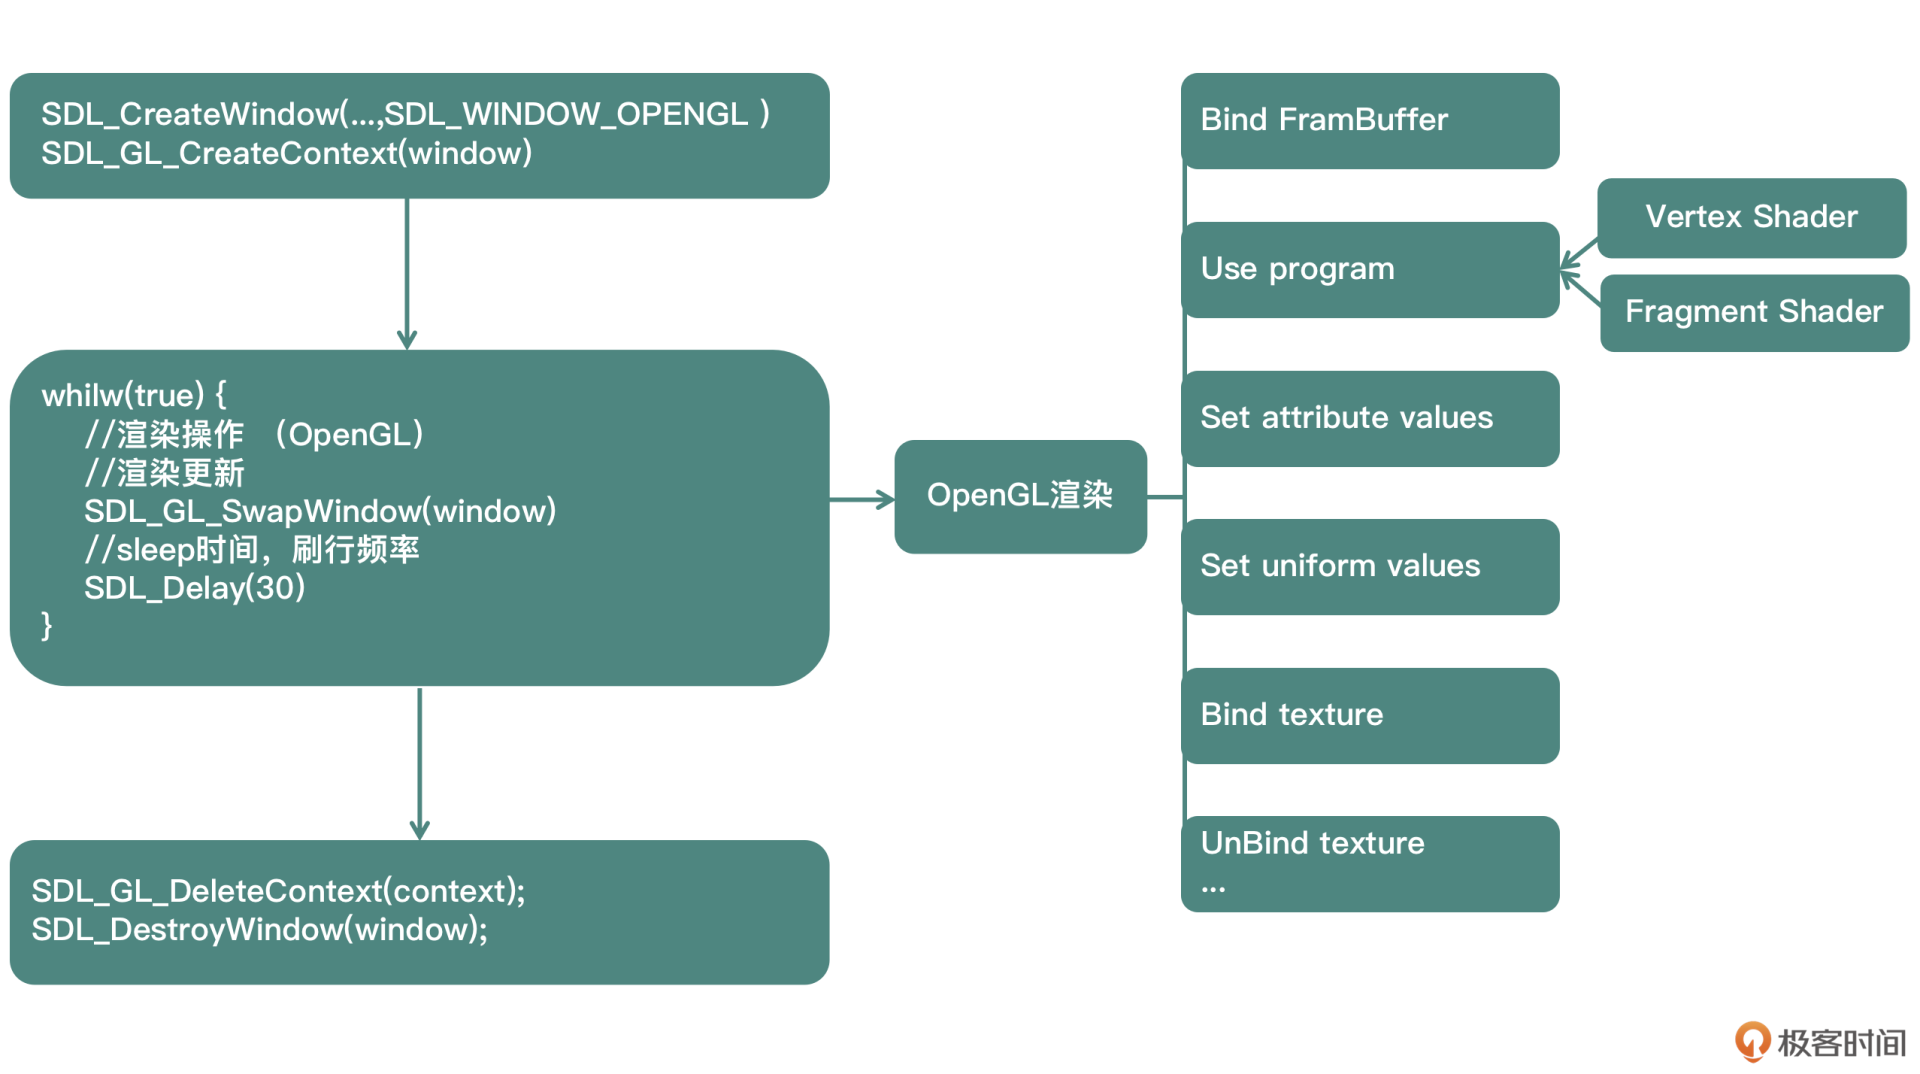 SDL_CreateWindow(...,SDL_WINDOW_OPENGL )
SDL_GL_CreateContext(window)
whilw(true) {
//渲染操作 （OpenGL）
//渲染更新
SDL_GL_SwapWindow(window)
//sleep时间，刷行频率
SDL_Delay(30)
}
SDL_GL_DeleteContext(context);
SDL_DestroyWindow(window);
OpenGL渲染
Bind FramBuffer
Use program
Set attribute values
Set uniform values
Bind texture
UnBind texture
...
Vertex Shader
Fragment Shader
极客时间